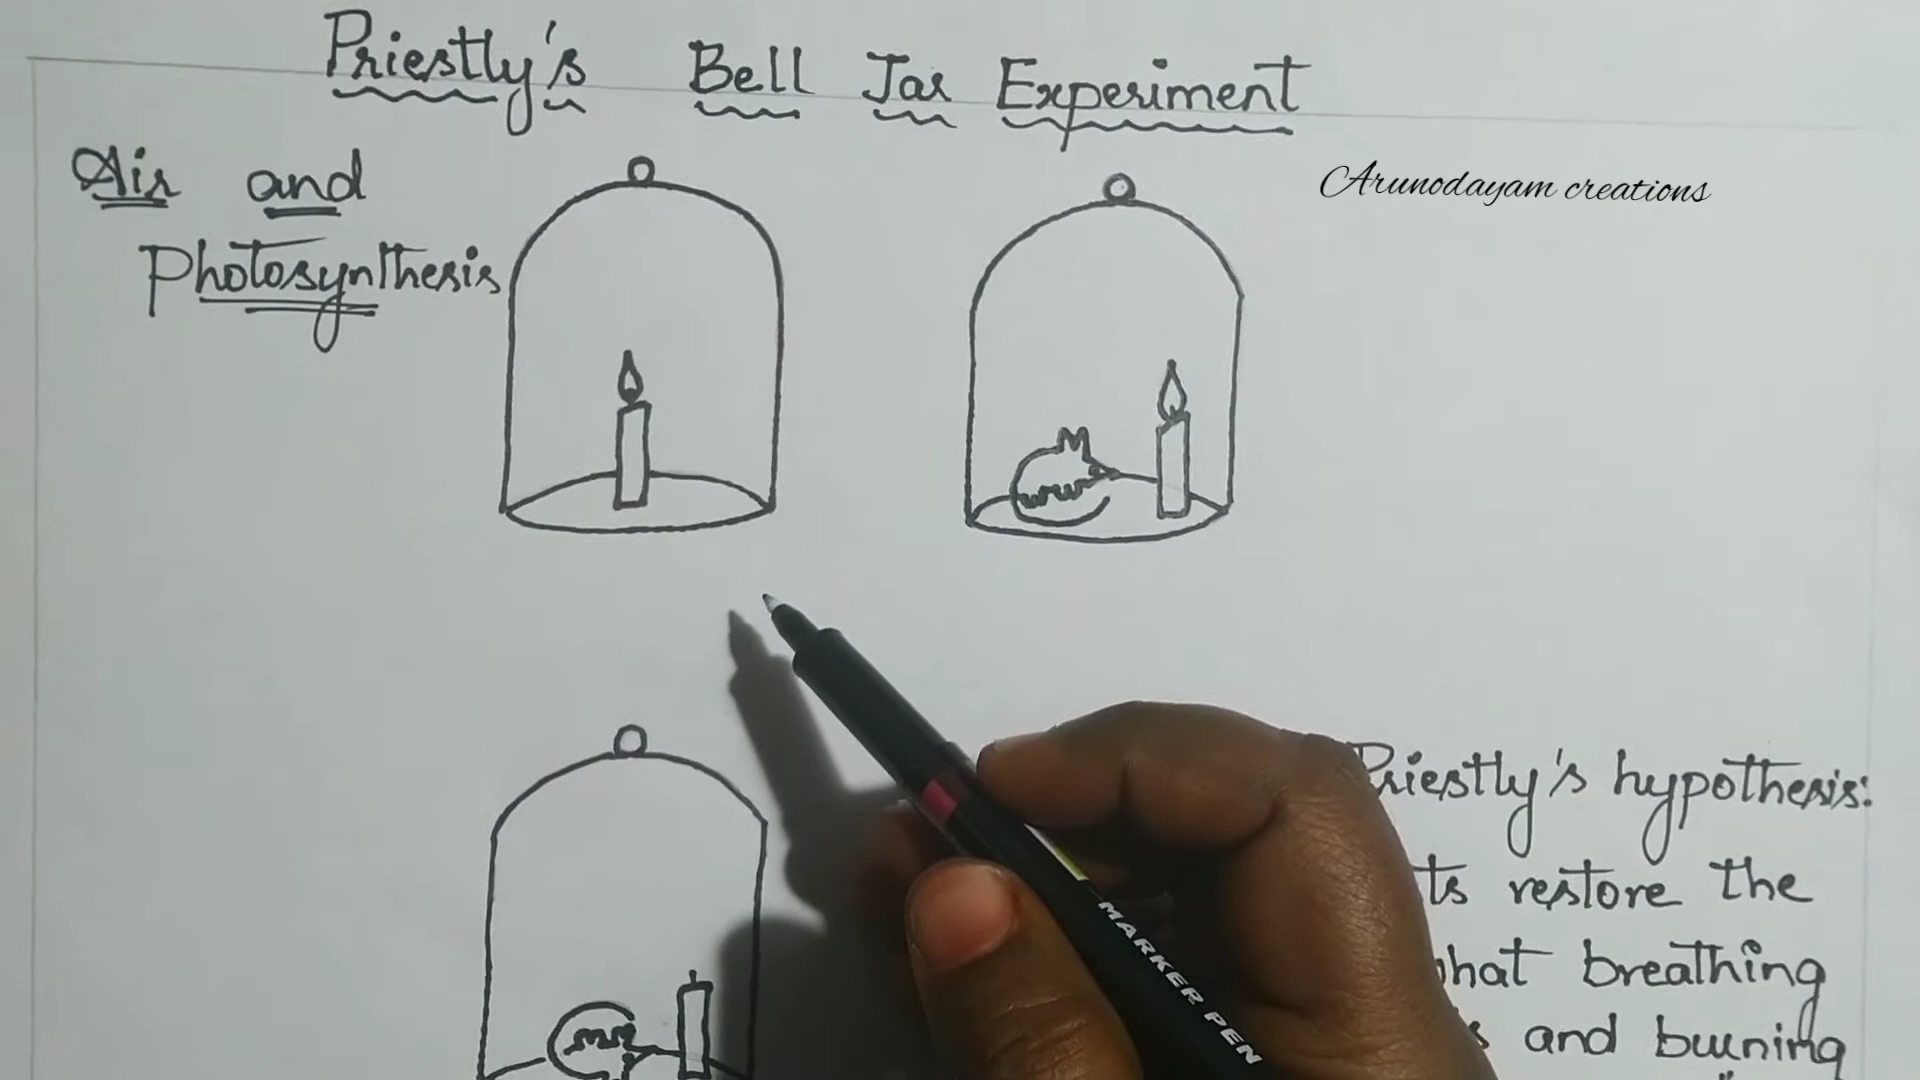 Priestly's Bell Jar Experiment
Air and
Photosynthesis
Arunodayam creations
Priestly's hypothesis:
restore the
breathing
and burning
MARKER PEN